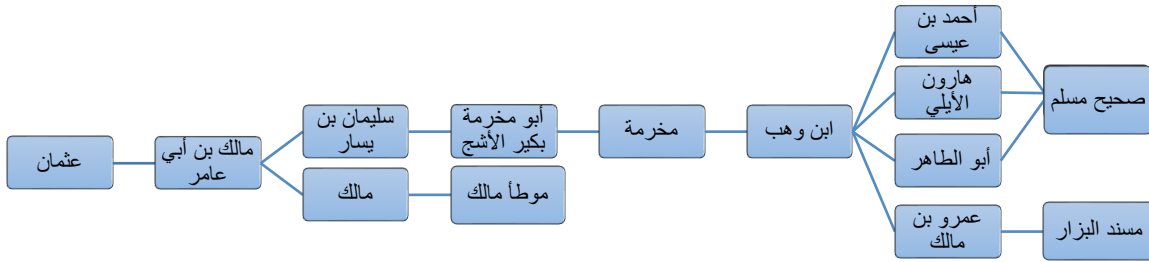 عثمان
مالك بن أبي
عامر
سليمان بن
يسار
مالك
أبو مخرمة
بكير الأشج
موطأ مالك
مخرمة
ابن وهب
أحمد بن
عيسى
هارون
الأيلي
أبو الطاهر
عمرو بن
مالك
صحيح مسلم
مسند البزار